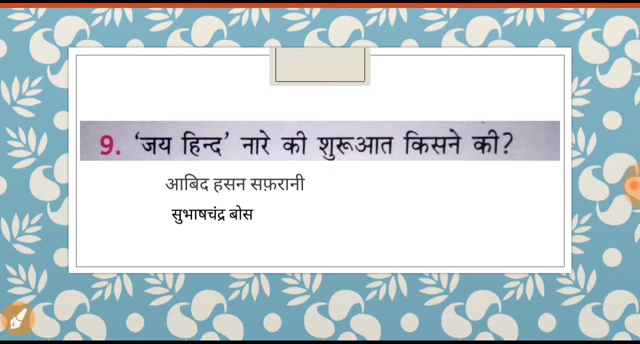 9. ‘जय हिन्द’ नारे की शुरूआत किसने की?
आबिद हसन सफ़रानी
सुभाषचंद्र बोस